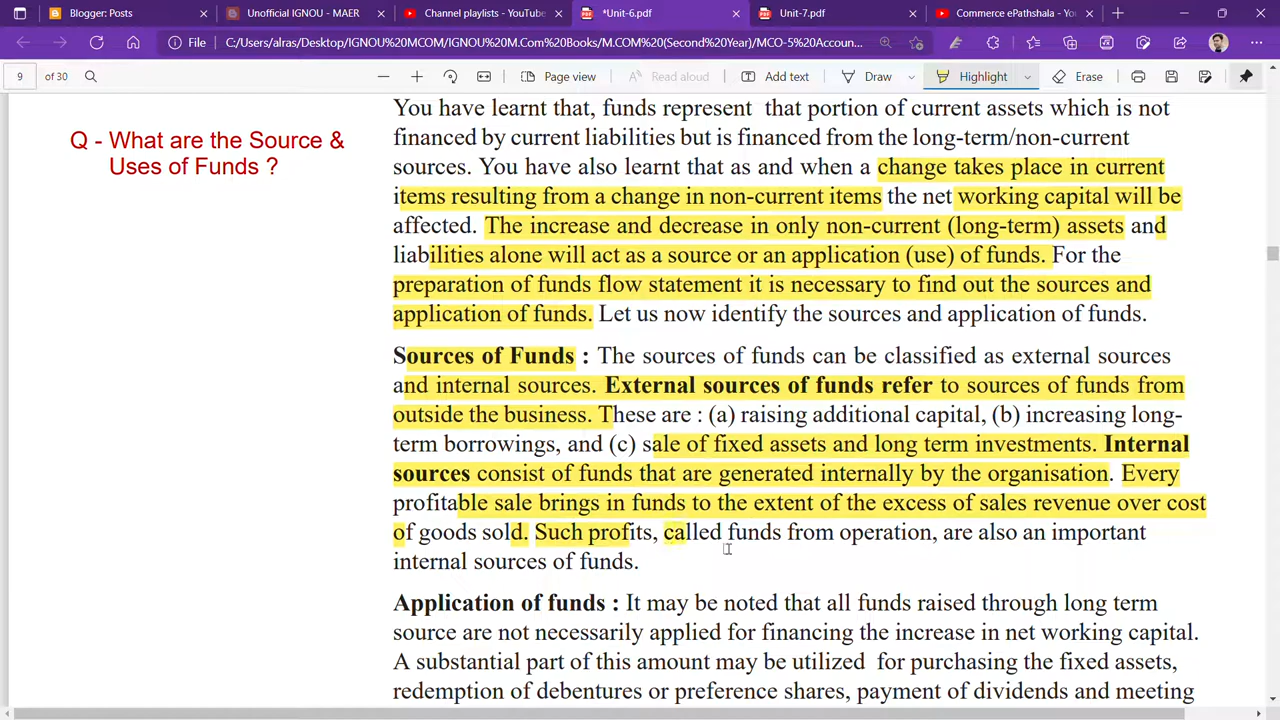 Blogger: Posts
Unofficial IGNOU - MAER
Channel playlists - YouTube
*Unit-6.pdf
Unit-7.pdf
Commerce ePathshala - YouTube
File
C:/Users/alras/Desktop/IGNOU%20MCOM/IGNOU%20M.Com%20Books/M.COM%20(Second%20Year)/MCO-5%20Accoun...
9 of 30
Page view
Read aloud
Add text
Draw
Highlight
Erase
Q - What are the Source &
Uses of Funds ?
You have learnt that, funds represent that portion of current assets which is not
financed by current liabilities but is financed from the long-term/non-current
sources. You have also learnt that as and when a change takes place in current
items resulting from a change in non-current items the net working capital will be
affected. The increase and decrease in only non-current (long-term) assets and
liabilities alone will act as a source or an application (use) of funds. For the
preparation of funds flow statement it is necessary to find out the sources and
application of funds. Let us now identify the sources and application of funds.
Sources of Funds : The sources of funds can be classified as external sources
and internal sources. External sources of funds refer to sources of funds from
outside the business. These are : (a) raising additional capital, (b) increasing long-
term borrowings, and (c) sale of fixed assets and long term investments. Internal
sources consist of funds that are generated internally by the organisation. Every
profitable sale brings in funds to the extent of the excess of sales revenue over cost
of goods sold. Such profits, called funds from operation, are also an important
internal sources of funds.
Application of funds : It may be noted that all funds raised through long term
source are not necessarily applied for financing the increase in net working capital.
A substantial part of this amount may be utilized for purchasing the fixed assets,
redemption of debentures or preference shares, payment of dividends and meeting